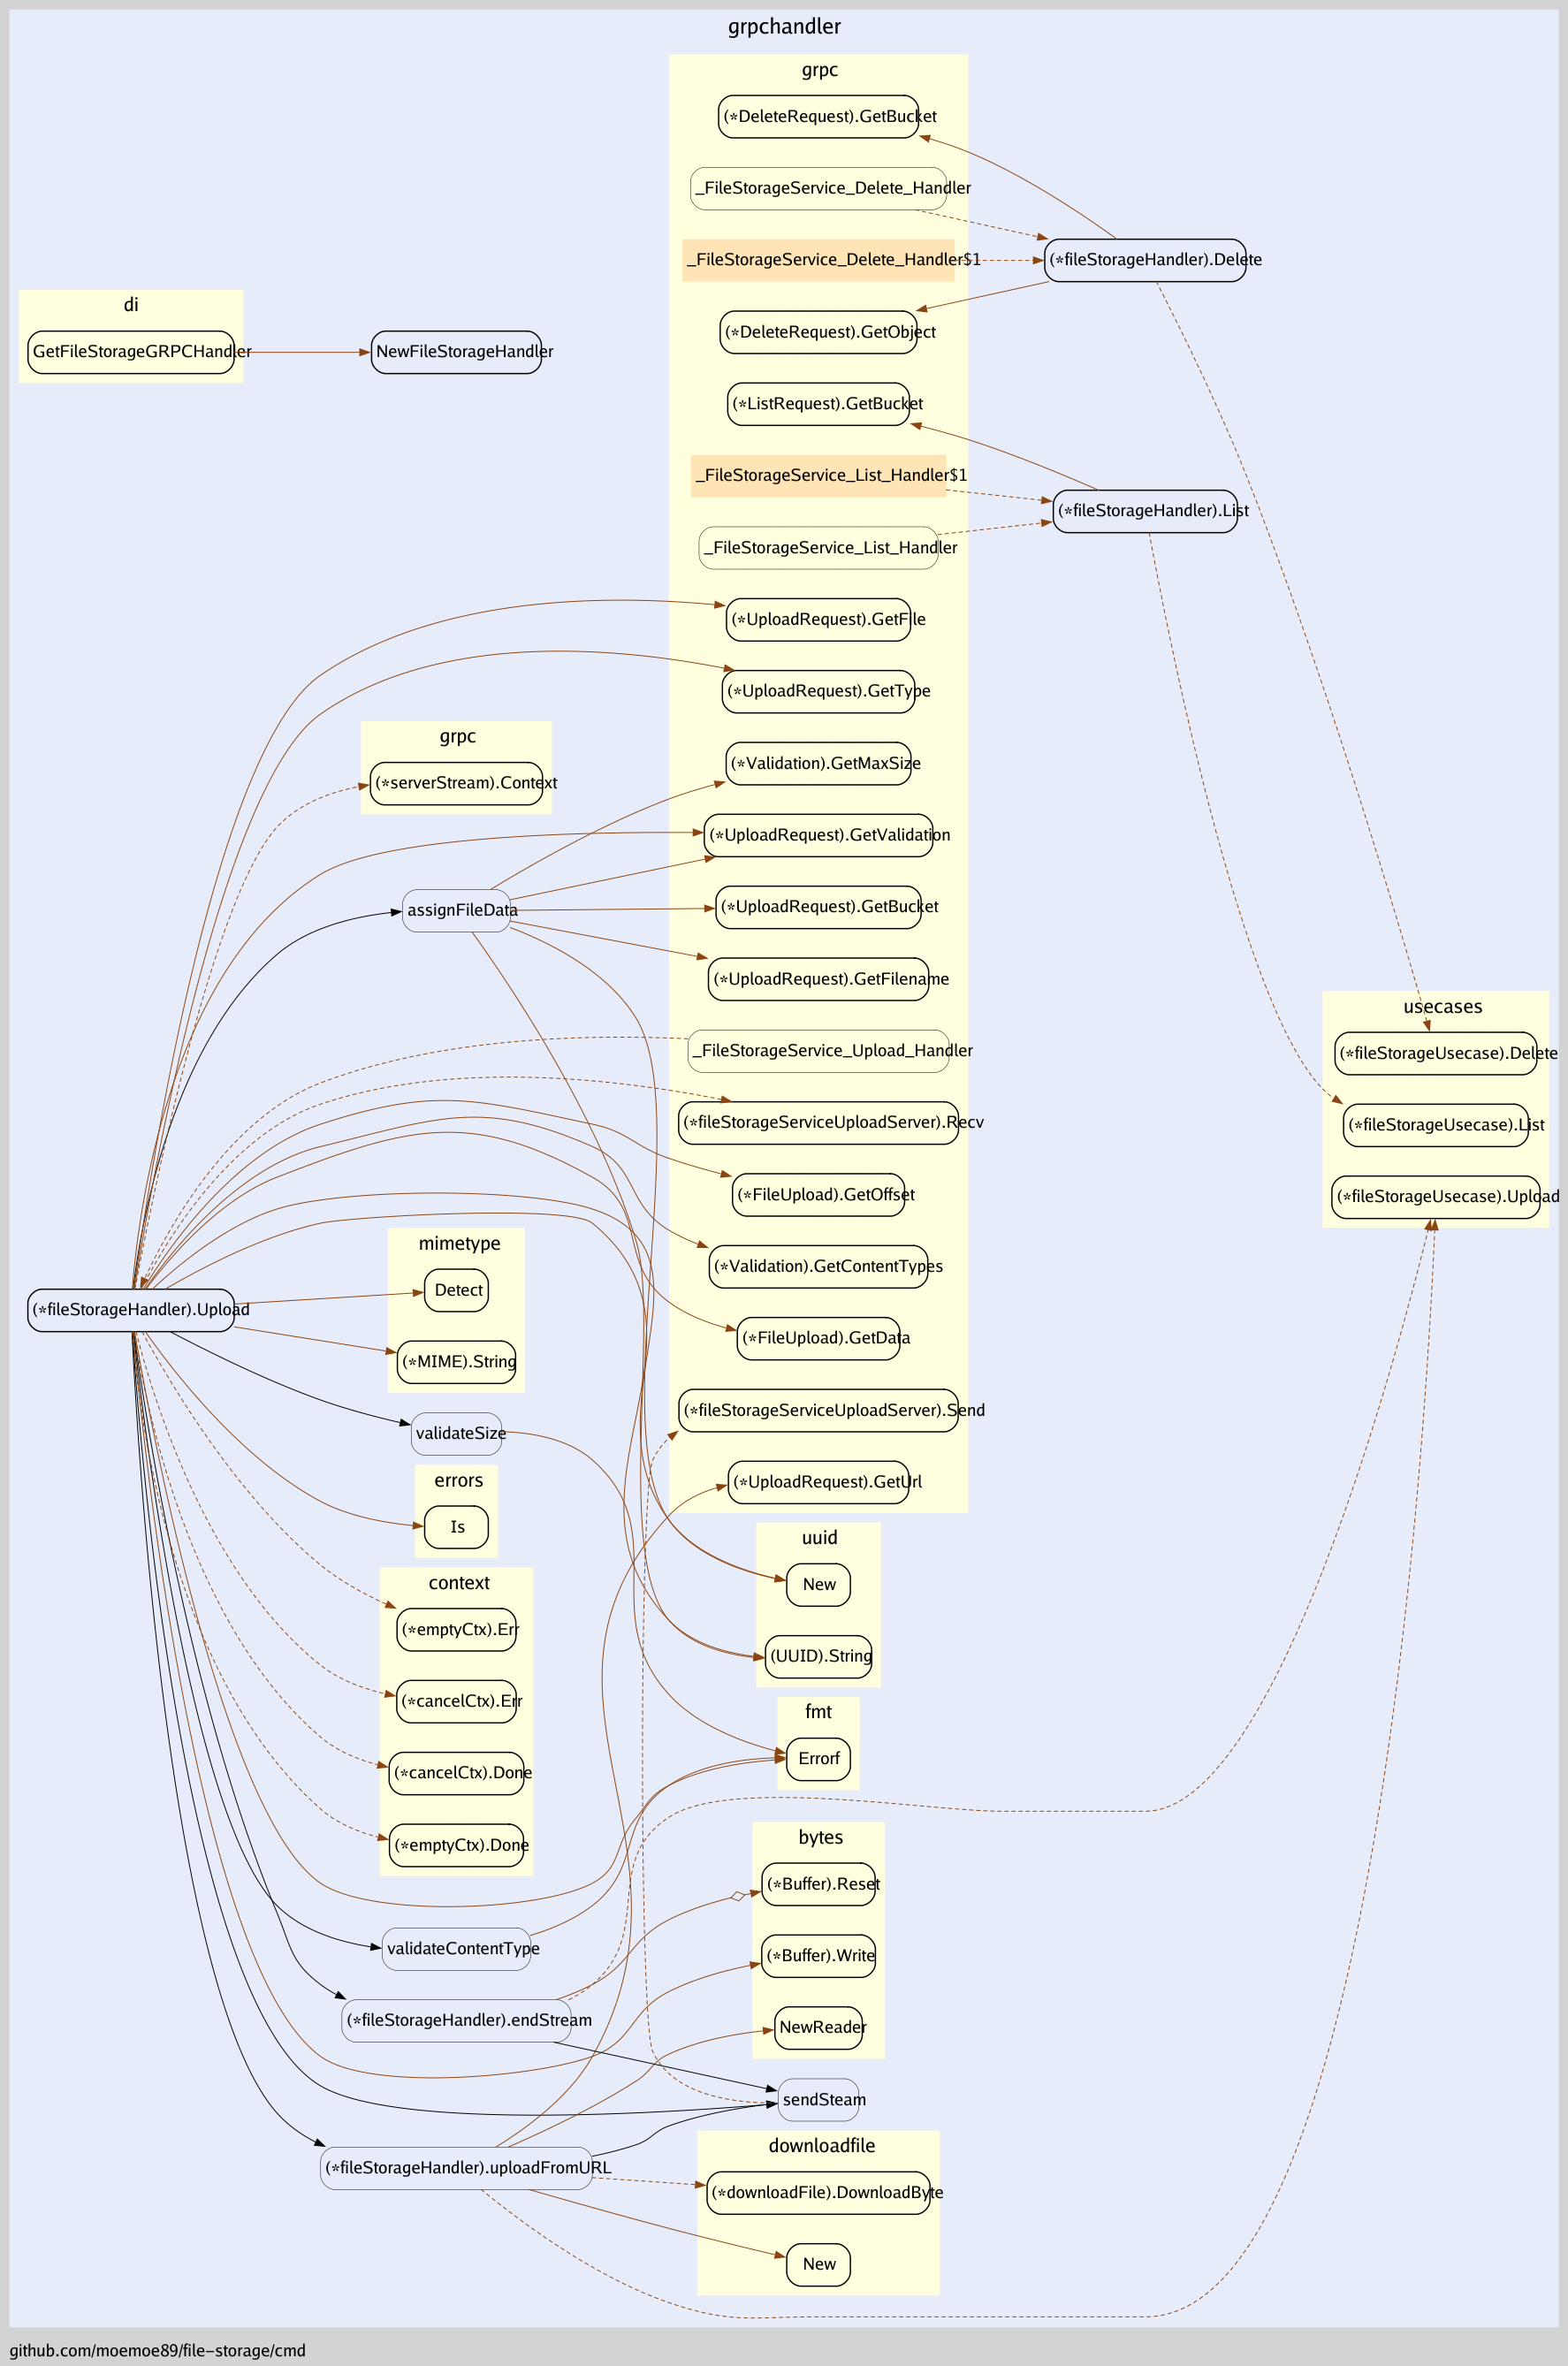 grpchandler
grpc
(*DeleteRequest).GetBucket
_FileStorageService_Delete_Handler
_FileStorageService_Delete_Handler$1
(*fileStorageHandler).Delete
(*DeleteRequest).GetObject
di
GetFileStorageGRPCHandler
NewFileStorageHandler
(*ListRequest).GetBucket
_FileStorageService_List_Handler$1
(*fileStorageHandler).List
_FileStorageService_List_Handler
(*UploadRequest).GetFile
(*UploadRequest).GetType
grpc
(*serverStream).Context
(*Validation).GetMaxSize
(*UploadRequest).GetValidation
assignFileData
(*UploadRequest).GetBucket
(*UploadRequest).GetFilename
usecases
(*fileStorageUsecase).Delete
(*fileStorageUsecase).List
(*fileStorageUsecase).Upload
_FileStorageService_Upload_Handler
(*fileStorageServiceUploadServer).Recv
(*FileUpload).GetOffset
(*Validation).GetContentTypes
(*FileUpload).GetData
(*fileStorageServiceUploadServer).Send
(*UploadRequest).GetUrl
(*fileStorageHandler).Upload
mimetype
Detect
(*MIME).String
validateSize
errors
Is
context
(*emptyCtx).Err
(*cancelCtx).Err
(*cancelCtx).Done
(*emptyCtx).Done
uuid
New
(UUID).String
fmt
Errorf
bytes
(*Buffer).Reset
(*Buffer).Write
NewReader
validateContentType
(*fileStorageHandler).endStream
sendSteam
(*fileStorageHandler).uploadFromURL
downloadfile
(*downloadFile).DownloadByte
New
github.com/moemoe89/file-storage/cmd